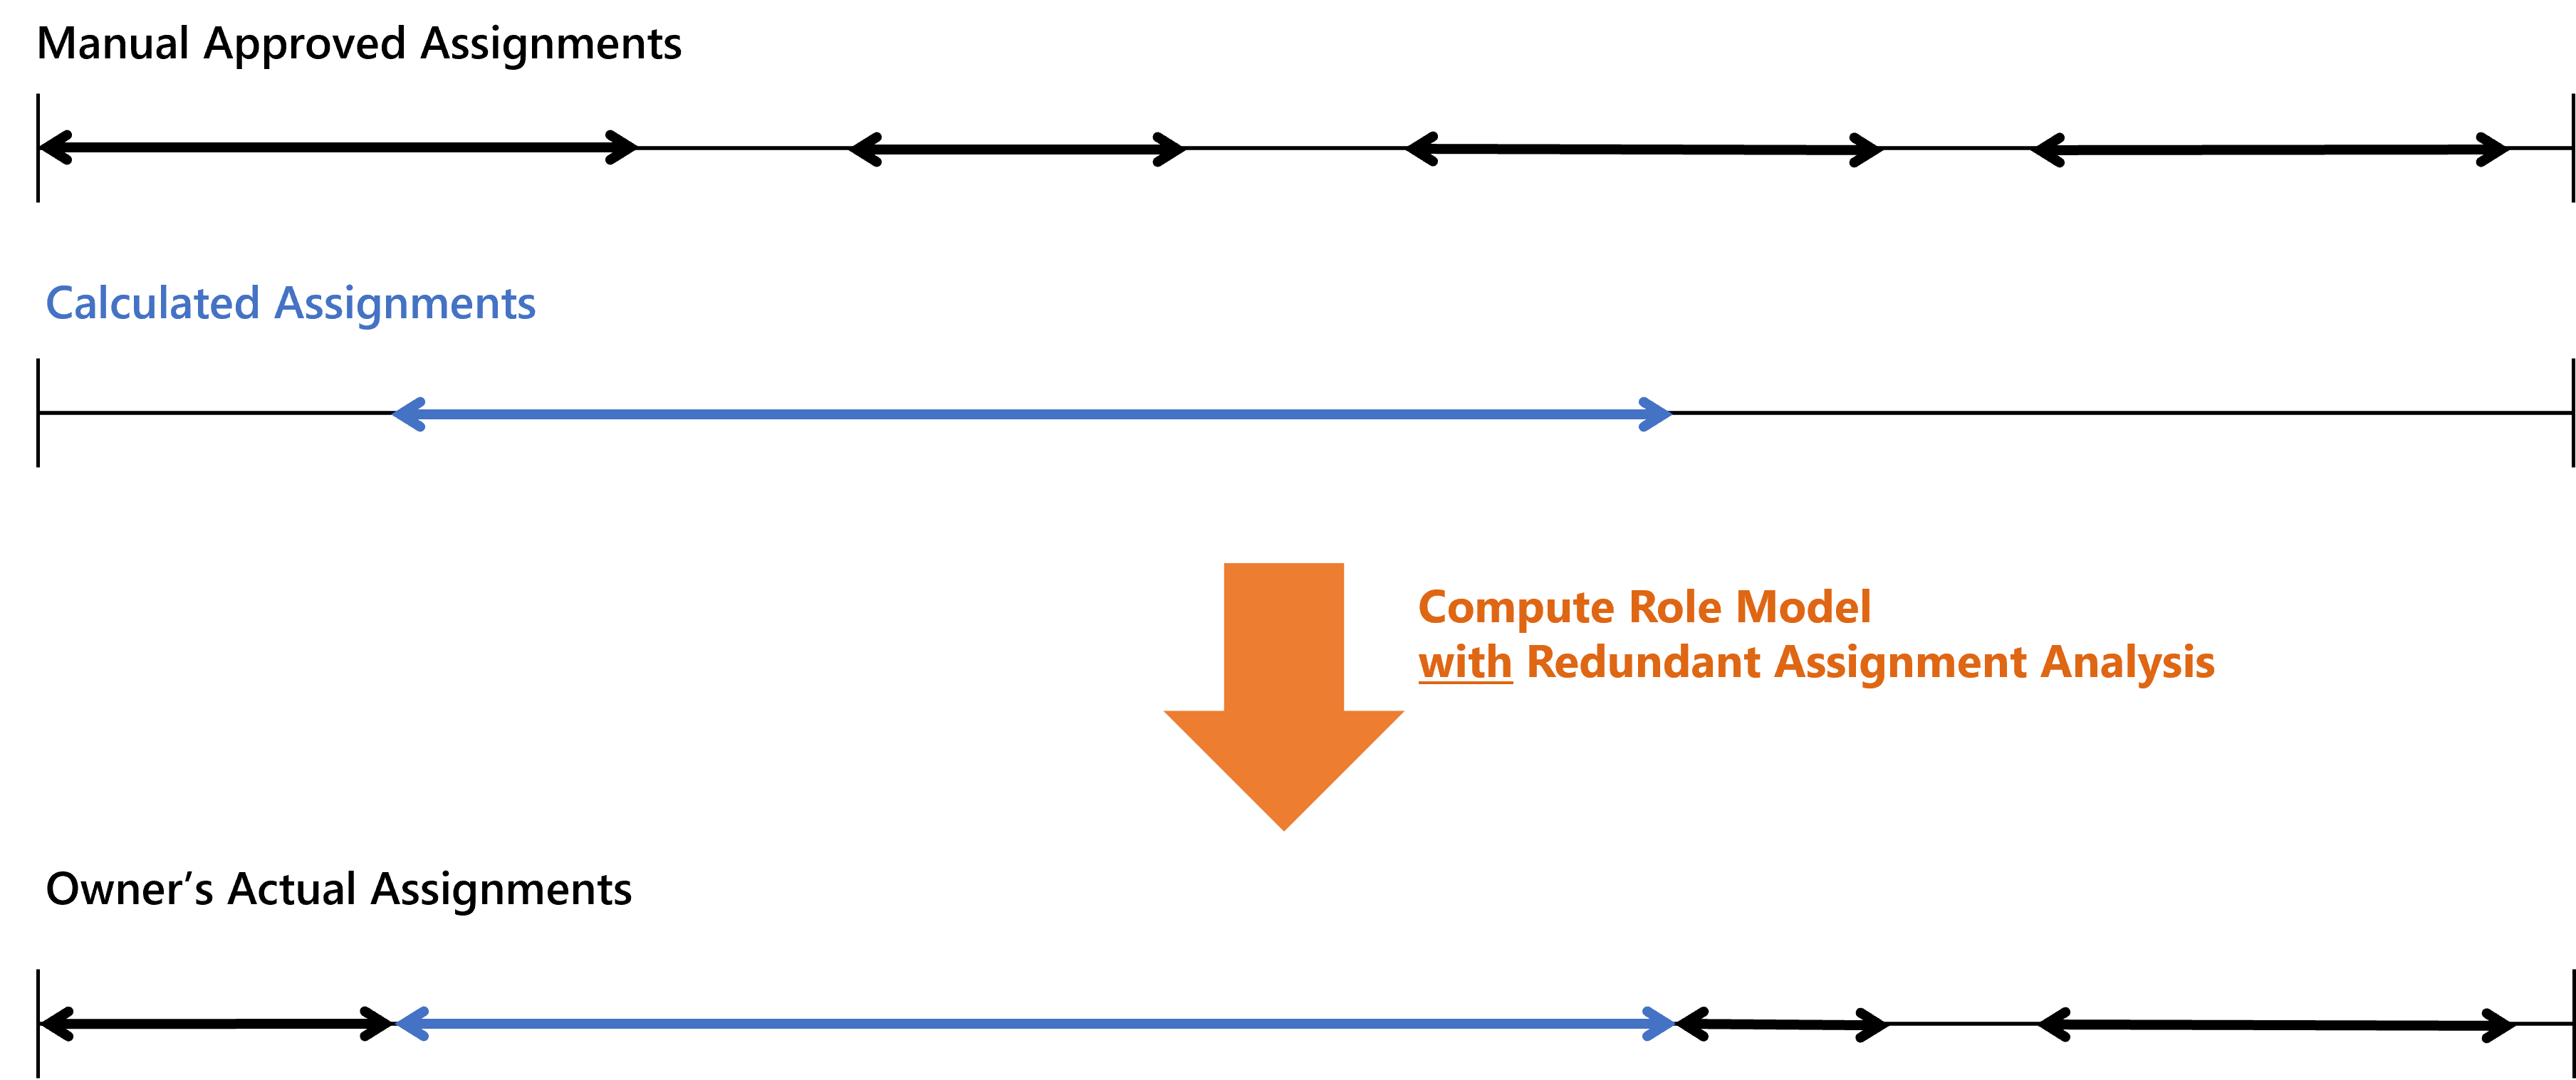 Manual Approved Assignments
Calculated Assignments
Compute Role Model
with Redundant Assignment Analysis
Owner’s Actual Assignments